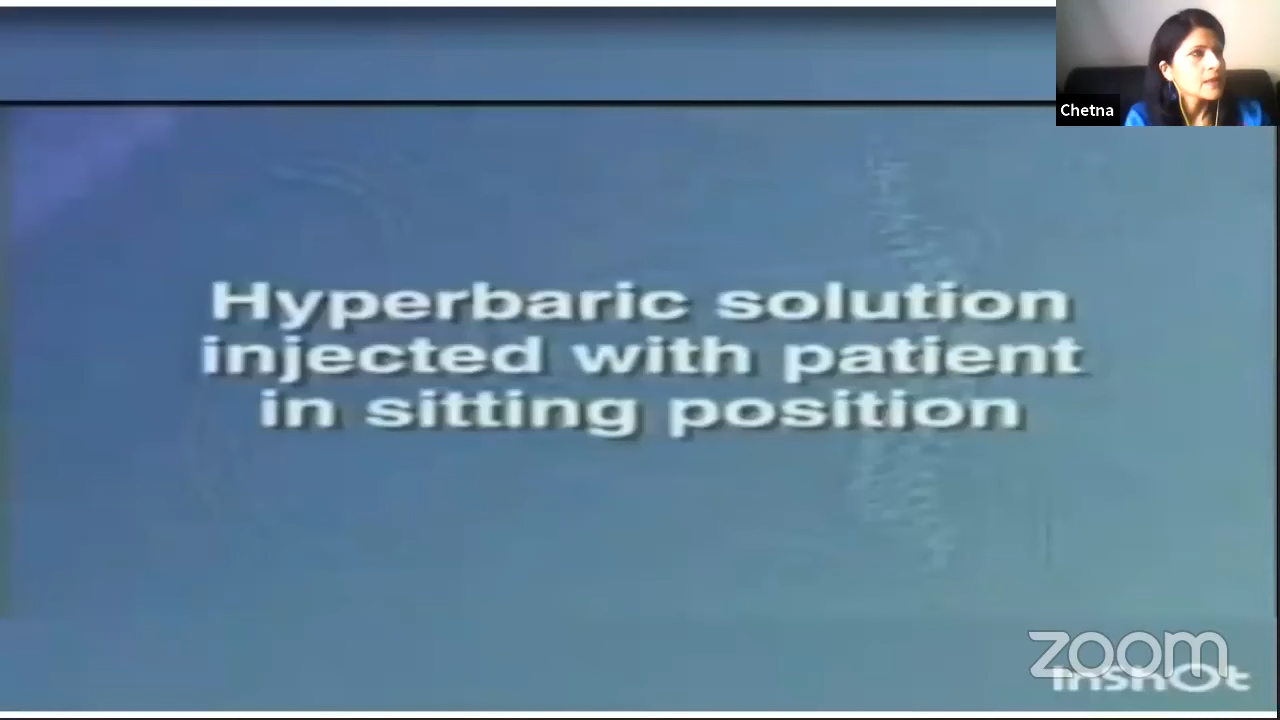 Chetna
Hyperbaric solution
injected with patient
in sitting position
zoom
InShOt